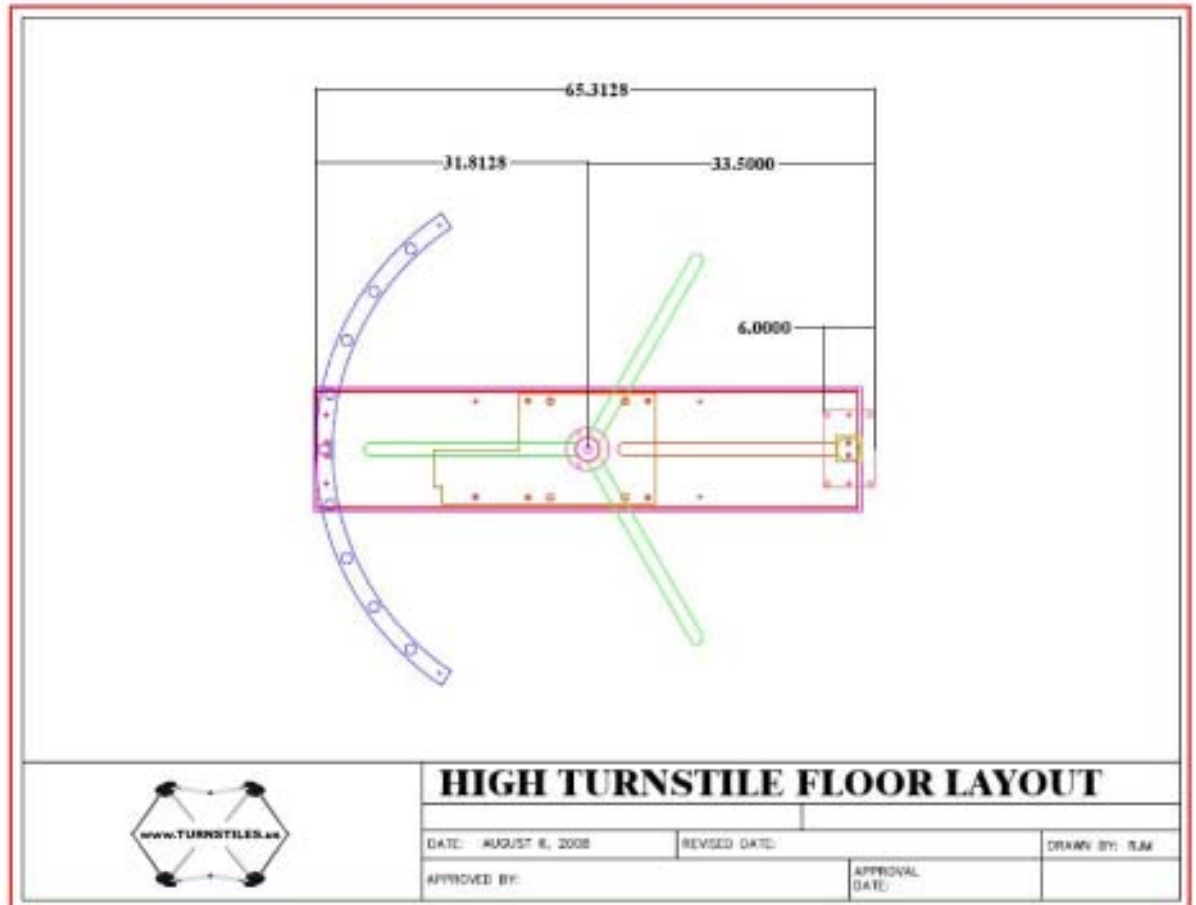 65.3128
31.8128
33.5000
6.0000
HIGH TURNSTILE FLOOR LAYOUT
www.TURNSTILES.us
DATE: AUGUST 6, 2008
REVISED DATE:
DRAWN BY: RJM
APPROVED BY:
APPROVAL
DATE: